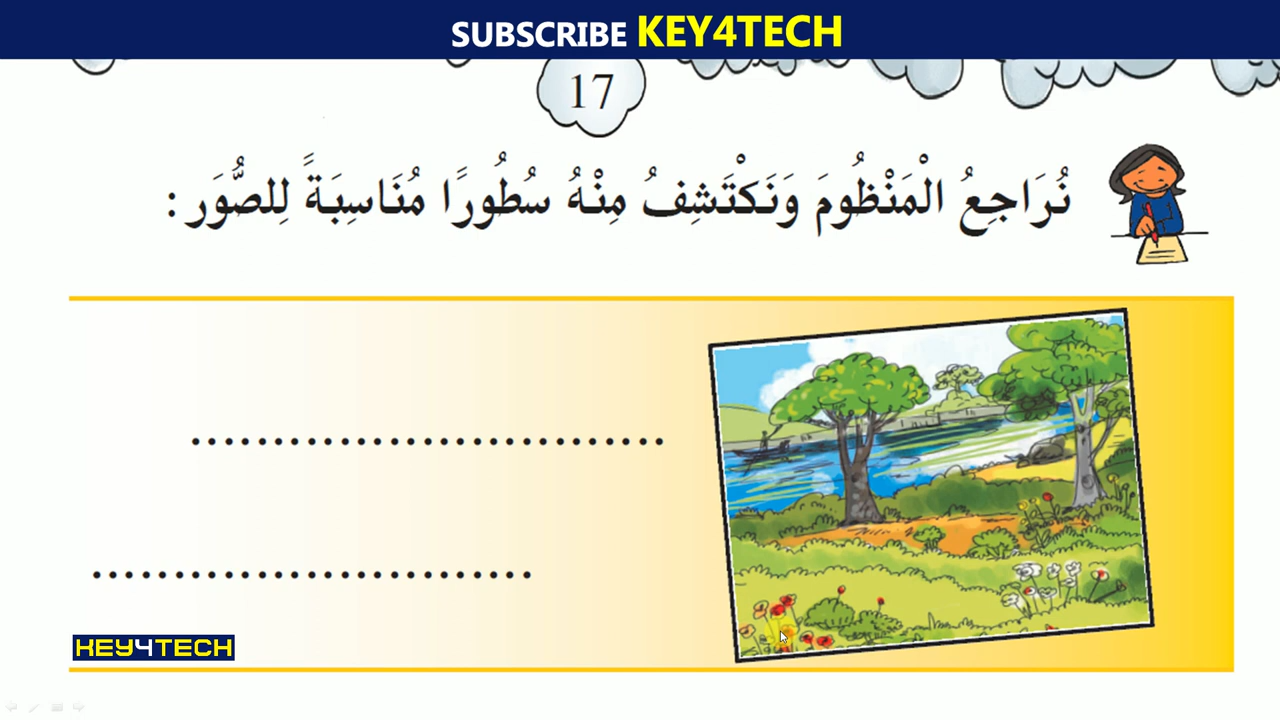 SUBSCRIBE KEY4TECH
17
نُرَاجِعُ الْمَنْظُومَ وَنَكْتَشِفُ مِنْهُ سُطُورًا مُنَاسِبَةً لِلصُّوَرِ:
.............................
...........................
KEY4TECH